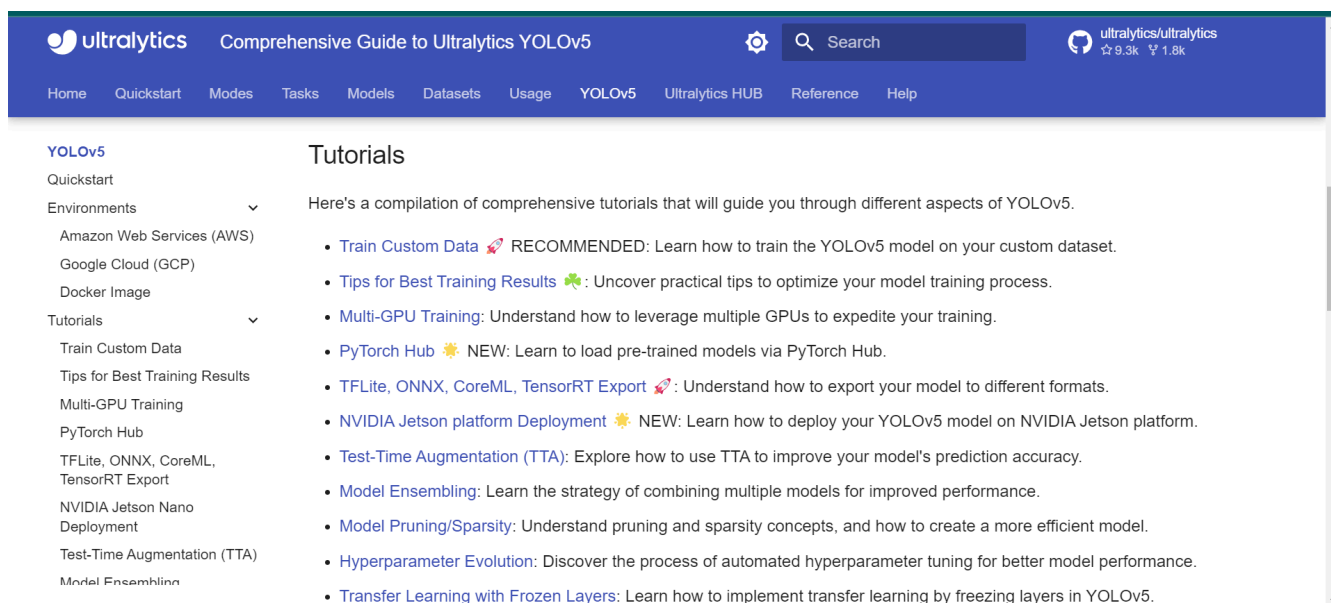 ultralytics
Comprehensive Guide to Ultralytics YOLOv5
Search
ultralytics/ultralytics
9.3k 1.8k
Home Quickstart Modes Tasks Models Datasets Usage YOLOv5 Ultralytics HUB Reference Help
YOLOv5
Quickstart
Environments
Amazon Web Services (AWS)
Google Cloud (GCP)
Docker Image
Tutorials
Train Custom Data
Tips for Best Training Results
Multi-GPU Training
PyTorch Hub
TFLite, ONNX, CoreML,
TensorRT Export
NVIDIA Jetson Nano
Deployment
Test-Time Augmentation (TTA)
Model Ensembling
Tutorials
Here's a compilation of comprehensive tutorials that will guide you through different aspects of YOLOv5.
• Train Custom Data 🚀 RECOMMENDED: Learn how to train the YOLOv5 model on your custom dataset.
• Tips for Best Training Results ☘️: Uncover practical tips to optimize your model training process.
• Multi-GPU Training: Understand how to leverage multiple GPUs to expedite your training.
• PyTorch Hub 🌟 NEW: Learn to load pre-trained models via PyTorch Hub.
• TFLite, ONNX, CoreML, TensorRT Export 🚀: Understand how to export your model to different formats.
• NVIDIA Jetson platform Deployment 🌟 NEW: Learn how to deploy your YOLOv5 model on NVIDIA Jetson platform.
• Test-Time Augmentation (TTA): Explore how to use TTA to improve your model's prediction accuracy.
• Model Ensembling: Learn the strategy of combining multiple models for improved performance.
• Model Pruning/Sparsity: Understand pruning and sparsity concepts, and how to create a more efficient model.
• Hyperparameter Evolution: Discover the process of automated hyperparameter tuning for better model performance.
• Transfer Learning with Frozen Layers: Learn how to implement transfer learning by freezing layers in YOLOv5.